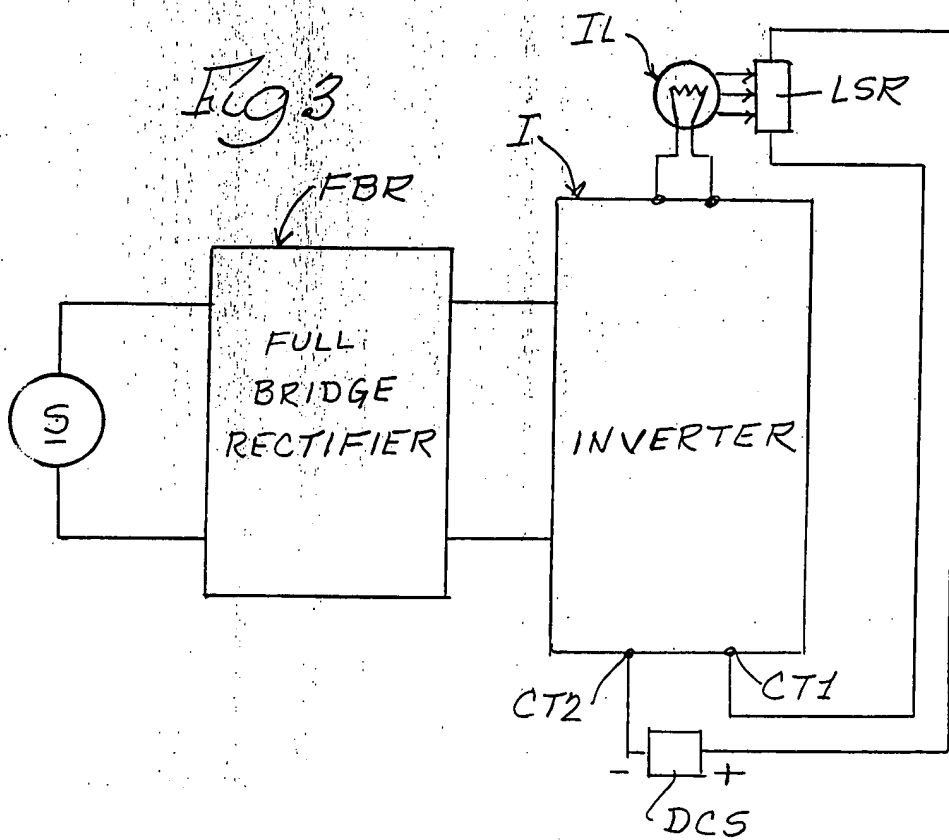 Fig 3
IL
LSR
I
FBR
S
FULL
BRIDGE
RECTIFIER
INVERTER
CT2
CT1
- +
DCS